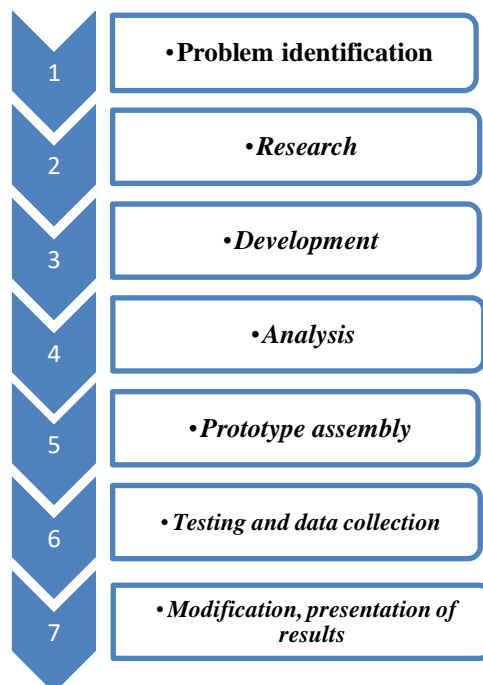 1
•Problem identification
2
•Research
3
•Development
4
•Analysis
5
•Prototype assembly
6
•Testing and data collection
7
•Modification, presentation of
results